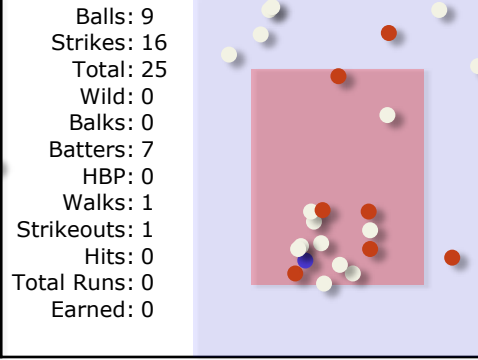 Balls: 9
Strikes: 16
Total: 25
Wild: 0
Balks: 0
Batters: 7
HBP: 0
Walks: 1
Strikeouts: 1
Hits: 0
Total Runs: 0
Earned: 0